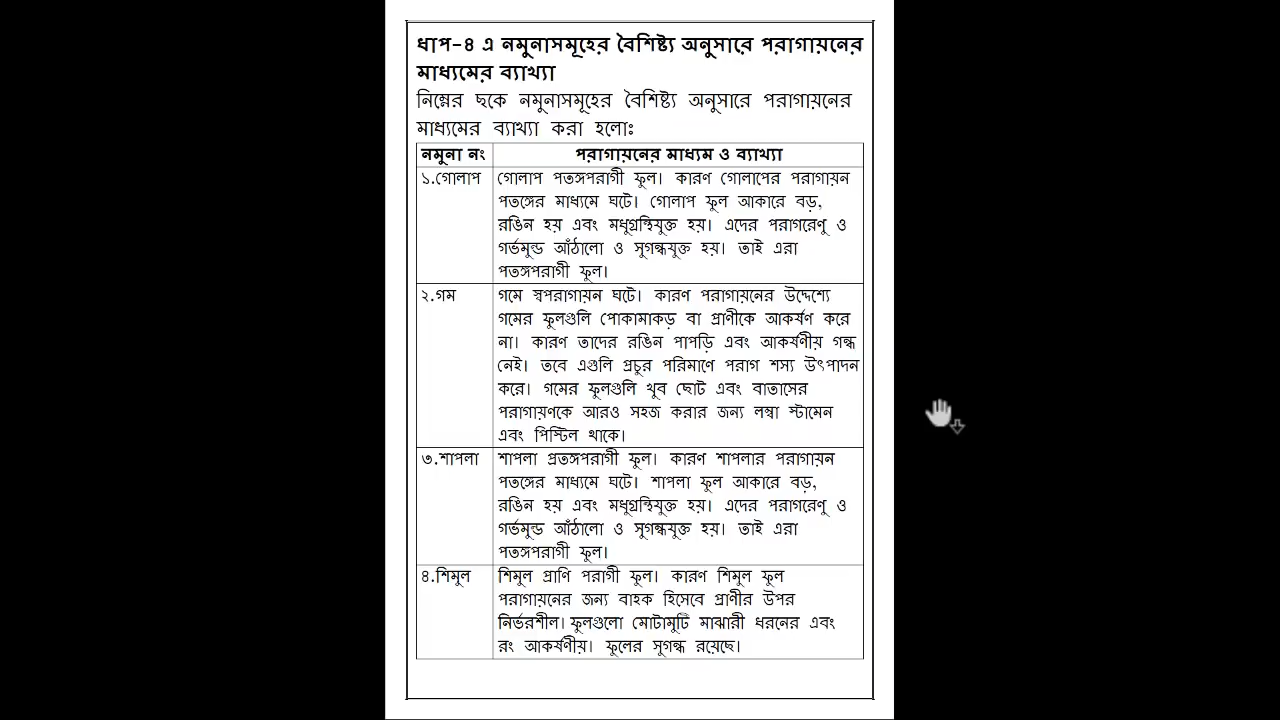 ধাপ-৪ এ নমুনাসমূহের বৈশিষ্ট্য অনুসারে পরাগায়নের
মাধ্যমের ব্যাখ্যা
নিম্নের ছকে নমুনাসমূহের বৈশিষ্ট্য অনুসারে পরাগায়নের
মাধ্যমের ব্যাখ্যা করা হলোঃ
নমুনা নং পরাগায়নের মাধ্যম ও ব্যাখ্যা
১.গোলাপ গোলাপ পতঙ্গপরাগী ফুল। কারণ গোলাপের পরাগায়ন
পতঙ্গের মাধ্যমে ঘটে। গোলাপ ফুল আকারে বড়,
রঙিন হয় এবং মধুগ্রন্থিযুক্ত হয়। এদের পরাগরেণু ও
গর্ভমুন্ড আঁঠালো ও সুগন্ধযুক্ত হয়। তাই এরা
পতঙ্গপরাগী ফুল।
২.গম গমে স্বপরাগায়ন ঘটে। কারণ পরাগায়নের উদ্দেশ্যে
গমের ফুলগুলি পোকামাকড় বা প্রাণীকে আকর্ষণ করে
না। কারণ তাদের রঙিন পাপড়ি এবং আকর্ষণীয় গন্ধ
নেই। তবে এগুলি প্রচুর পরিমাণে পরাগ শস্য উৎপাদন
করে। গমের ফুলগুলি খুব ছোট এবং বাতাসের
পরাগায়ণকে আরও সহজ করার জন্য লম্বা স্টামেন
এবং পিস্টিল থাকে।
৩.শাপলা শাপলা প্রতঙ্গপরাগী ফুল। কারণ শাপলার পরাগায়ন
পতঙ্গের মাধ্যমে ঘটে। শাপলা ফুল আকারে বড়,
রঙিন হয় এবং মধুগ্রন্থিযুক্ত হয়। এদের পরাগরেণু ও
গর্ভমুন্ড আঁঠালো ও সুগন্ধযুক্ত হয়। তাই এরা
পতঙ্গপরাগী ফুল।
৪.শিমুল শিমুল প্রাণি পরাগী ফুল। কারণ শিমুল ফুল
পরাগায়নের জন্য বাহক হিসেবে প্রাণীর উপর
নির্ভরশীল। ফুলগুলো মোটামুটি মাঝারী ধরনের এবং
রং আকর্ষণীয়। ফুলের সুগন্ধ রয়েছে।